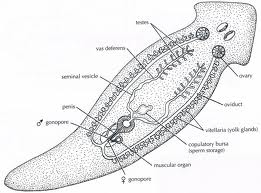 testes
vas deferens
seminal vesicle
ovary
penis
oviduct
♂
gonopore
vitellaria (yolk glands)
copulatory bursa
(sperm storage)
muscular organ
♀ gonopore